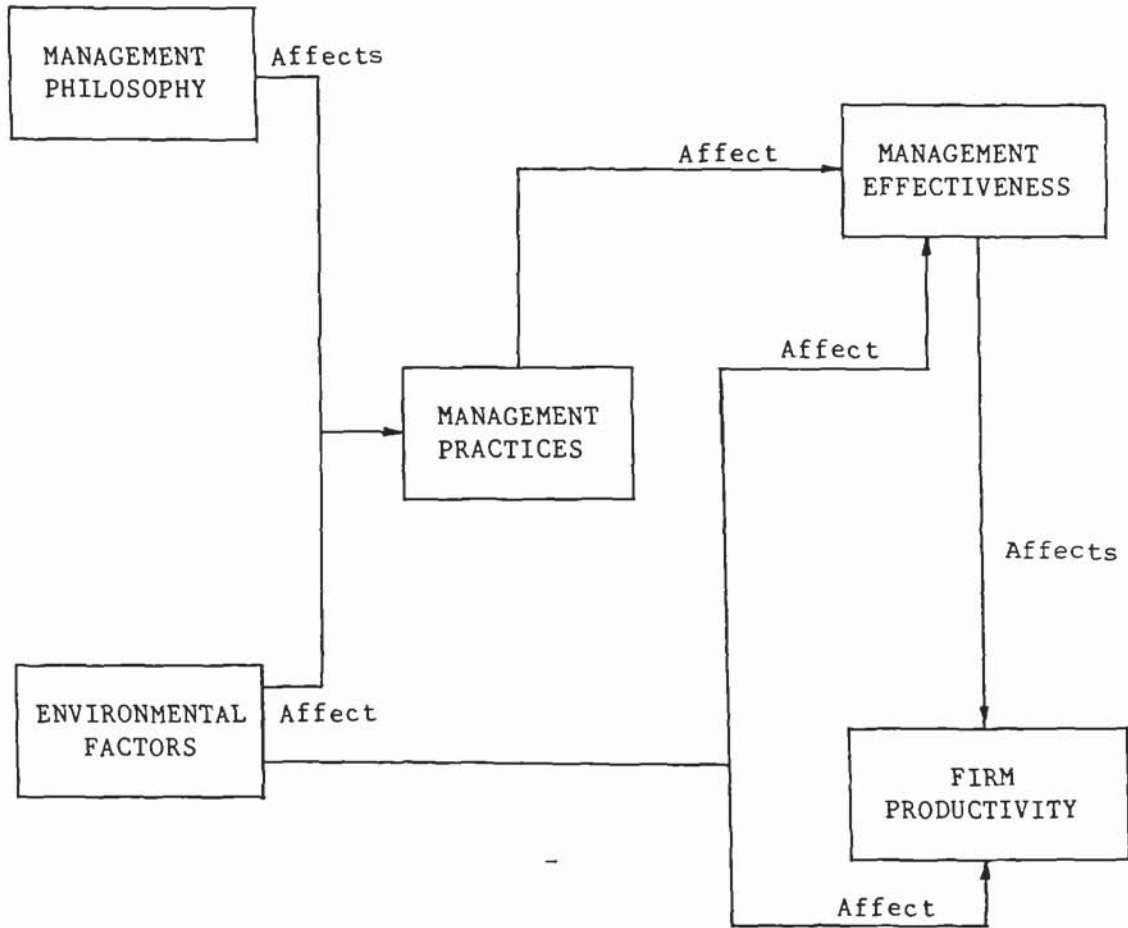 MANAGEMENT
PHILOSOPHY
Affects
Affect
MANAGEMENT
EFFECTIVENESS
Affect
MANAGEMENT
PRACTICES
Affects
ENVIRONMENTAL
FACTORS
Affect
FIRM
PRODUCTIVITY
Affect